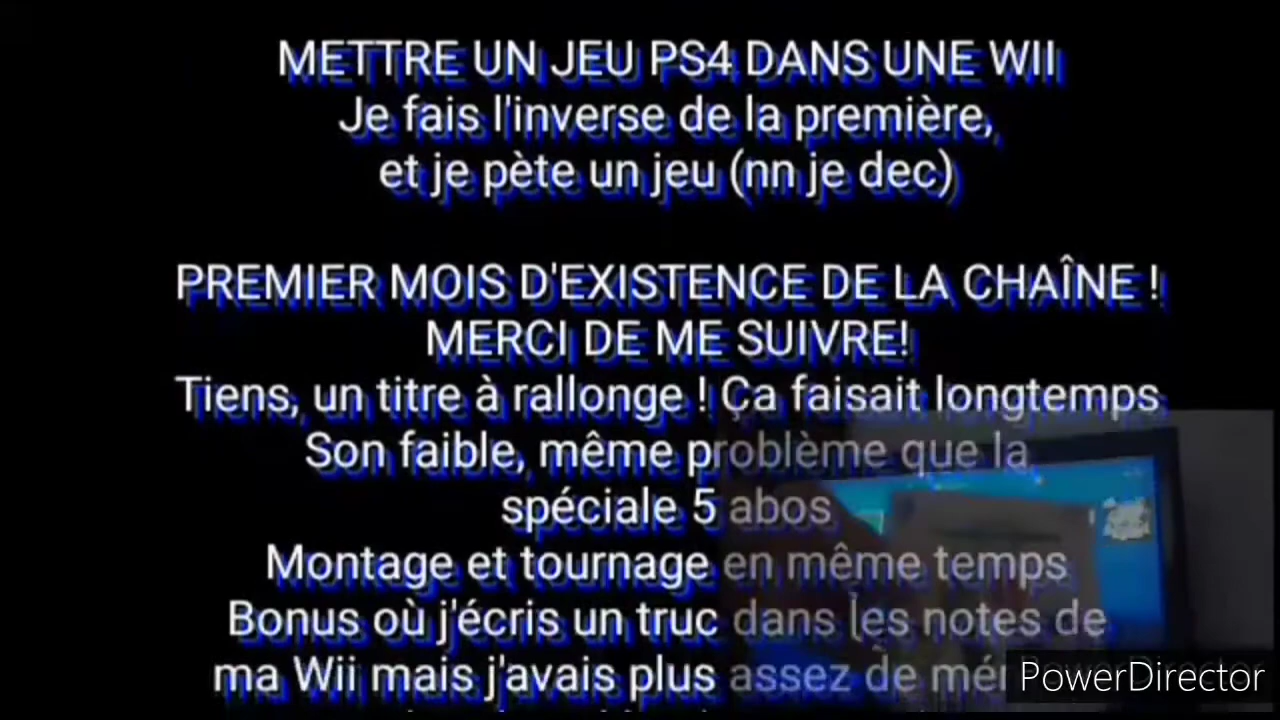 METTRE UN JEU PS4 DANS UNE WII
Je fais l'inverse de la première,
et je pète un jeu (nn je dec)
PREMIER MOIS D'EXISTENCE DE LA CHAÎNE !
MERCI DE ME SUIVRE!
Tiens, un titre à rallonge ! Ça faisait longtemps
Son faible, même problème que la
spéciale 5 abos
Montage et tournage en même temps
Bonus où j'écris un truc dans les notes de
ma Wii mais j'avais plus assez de
PowerDirector